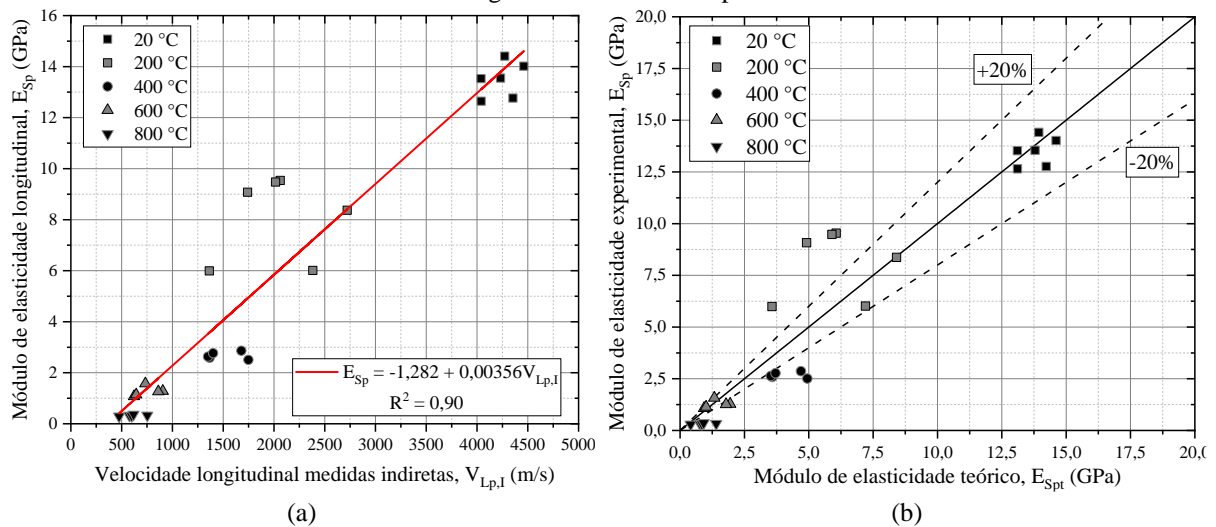 20 °C
200 °C
400 °C
600 °C
800 °C
E_Sp = -1,282 + 0,00356V_Lp,I
R² = 0,90
Módulo de elasticidade longitudinal, E_Sp (GPa)
16
14
12
10
8
6
4
2
0
0 500 1000 1500 2000 2500 3000 3500 4000 4500 5000
Velocidade longitudinal medidas indiretas, V_Lp,I (m/s)
(a)
20 °C
200 °C
400 °C
600 °C
800 °C
+20%
-20%
Módulo de elasticidade experimental, E_Sp (GPa)
20,0
17,5
15,0
12,5
10,0
7,5
5,0
2,5
0,0
0,0 2,5 5,0 7,5 10,0 12,5 15,0 17,5 20,0
Módulo de elasticidade teórico, E_Spt (GPa)
(b)